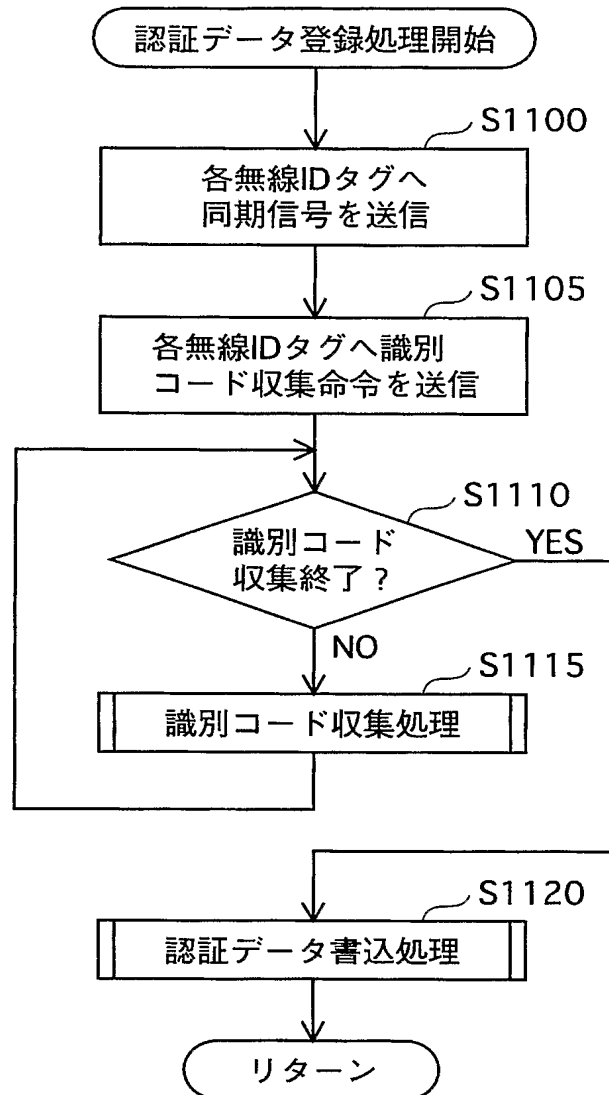 認証データ登録処理開始
S1100
各無線IDタグへ
同期信号を送信
S1105
各無線IDタグへ識別
コード収集命令を送信
S1110
識別コード
収集終了？
YES
NO
S1115
識別コード収集処理
S1120
認証データ書込処理
リターン